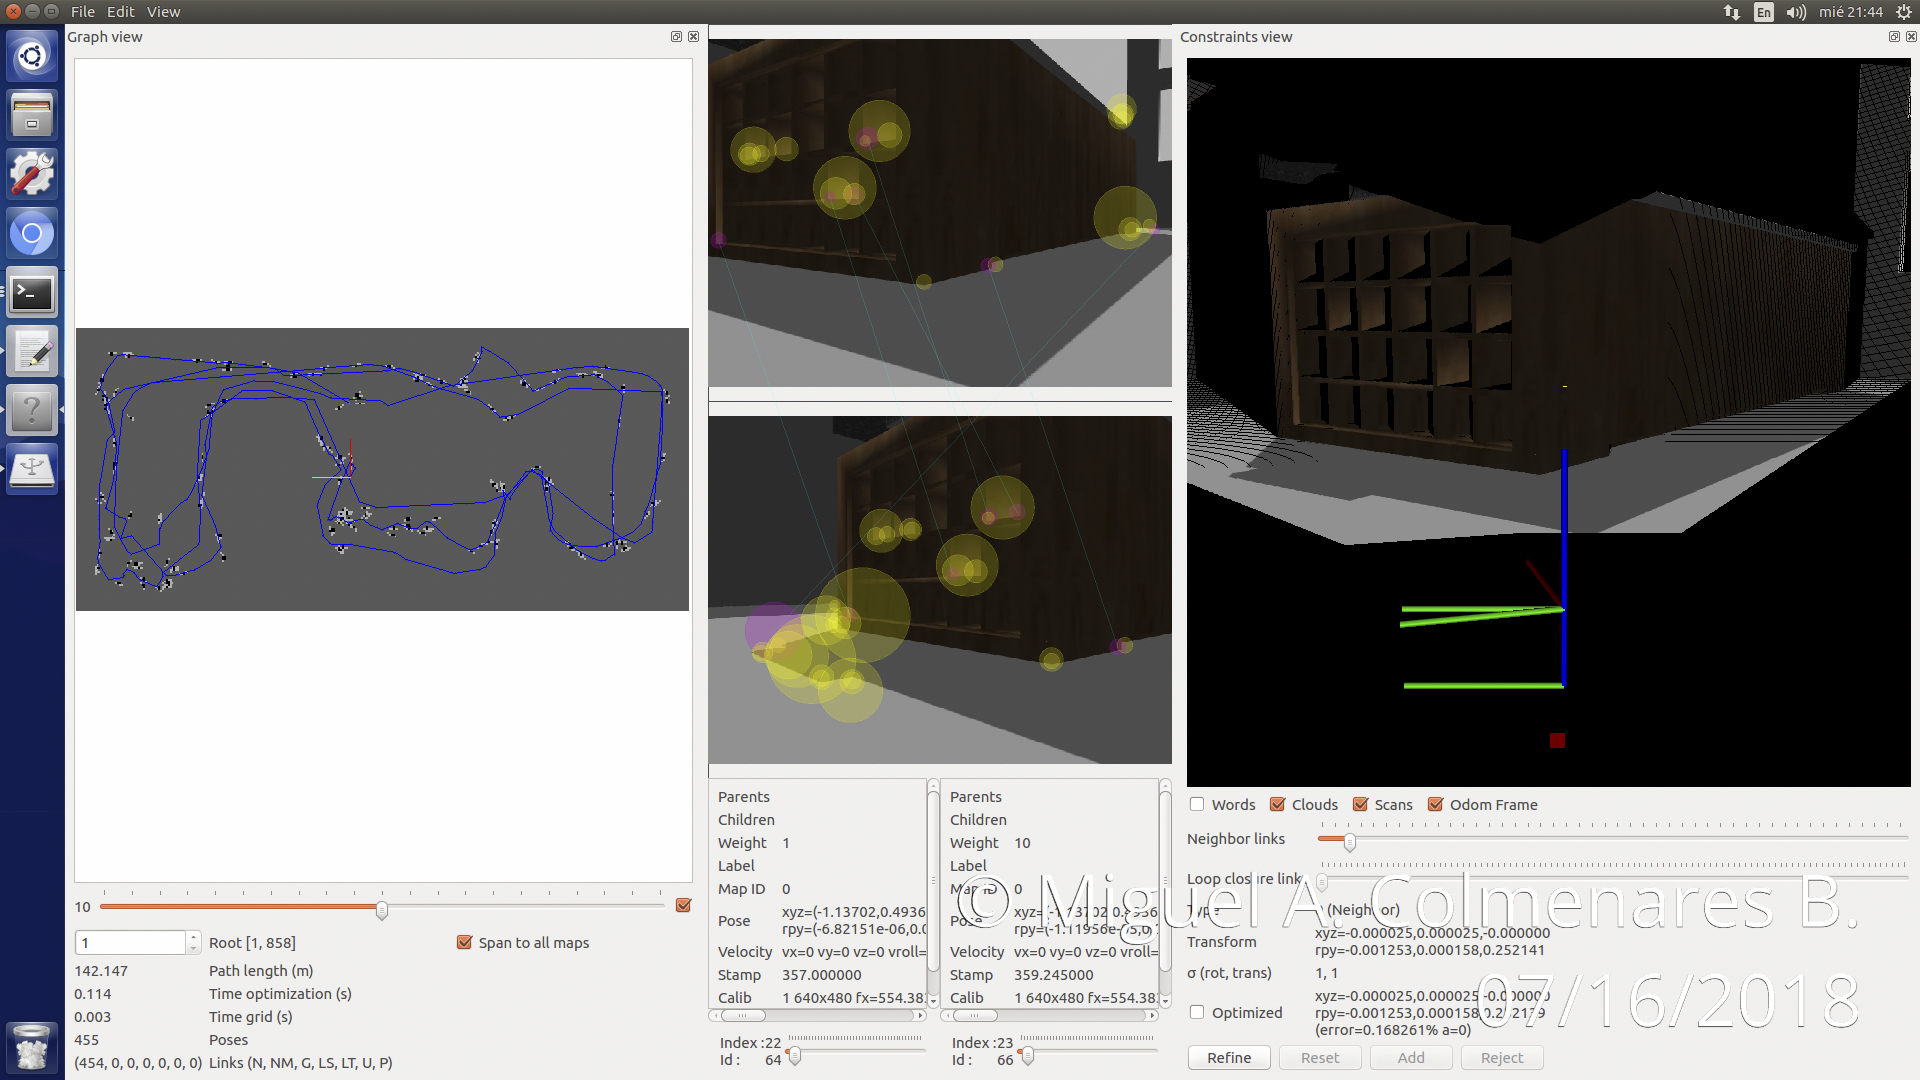 File Edit View
En mié 21:44
Graph view
Constraints view
10
1 Root [1, 858] Span to all maps
142.147 Path length (m)
0.114 Time optimization (s)
0.003 Time grid (s)
455 Poses
(454, 0, 0, 0, 0, 0, 0) Links (N, NM, G, LS, LT, U, P)
Parents
Children
Weight 1
Label
Map ID 0
Pose xyz=(-1.13702,0.4936
rpy=(-6.82151e-06,0.0
Velocity vx=0 vy=0 vz=0 vroll=
Stamp 357.000000
Calib 1 640x480 fx=554.38
Index :22
Id : 64
Parents
Children
Weight 10
Label
Map ID 0
Pose xyz=(-1.13702,0.4936
rpy=(-1.11956e-05,0.
Velocity vx=0 vy=0 vz=0 vroll=
Stamp 359.245000
Calib 1 640x480 fx=554.38
Index :23
Id : 66
Words Clouds Scans Odom Frame
Neighbor links
Loop closure link
Type (Neighbor)
Transform xyz=-0.000025,0.000025,-0.000000
rpy=-0.001253,0.000158,0.252141
σ (rot, trans) 1, 1
Optimized xyz=-0.000025,0.000025,-0.000000
rpy=-0.001253,0.000158,0.252139
(error=0.168261% a=0)
Refine Reset Add Reject
© Miguel A. Colmenares B.
07/16/2018